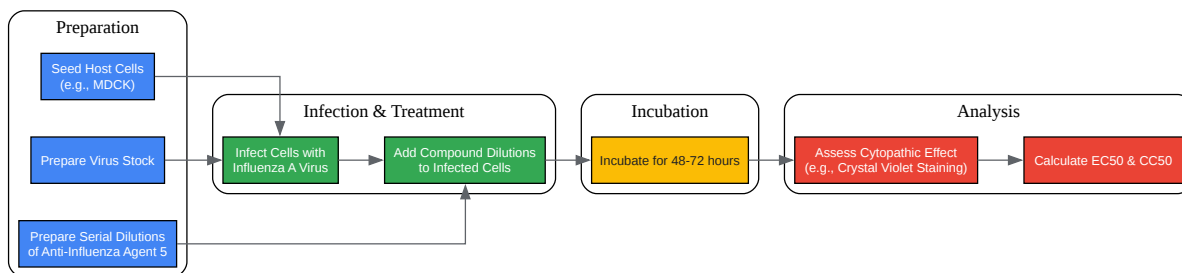 Preparation
Seed Host Cells
(e.g., MDCK)
Prepare Virus Stock
Prepare Serial Dilutions
of Anti-Influenza Agent 5
Infection & Treatment
Infect Cells with
Influenza A Virus
Add Compound Dilutions
to Infected Cells
Incubation
Incubate for 48-72 hours
Analysis
Assess Cytopathic Effect
(e.g., Crystal Violet Staining)
Calculate EC50 & CC50